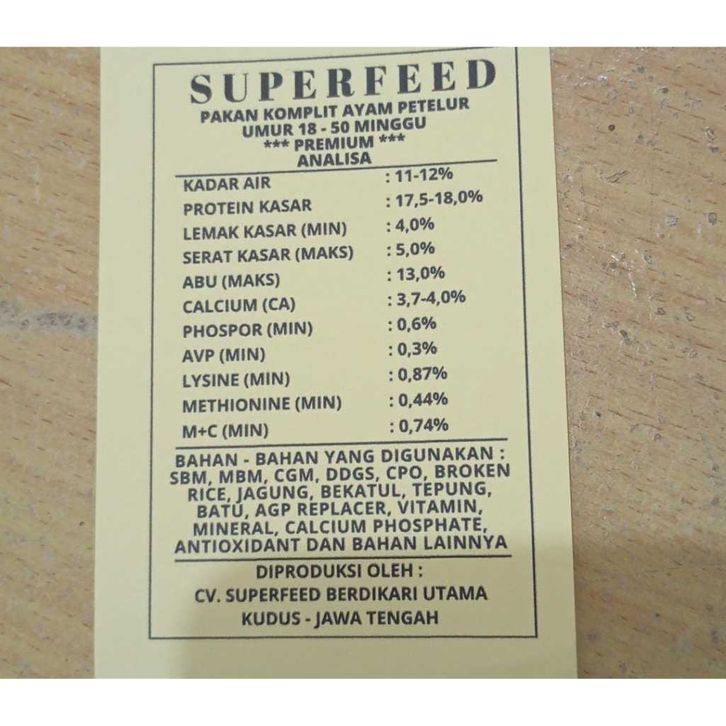 SUPERFEED
PAKAN KOMPLIT AYAM PETELUR
UMUR 18 - 50 MINGGU
*** PREMIUM ***
ANALISA
KADAR AIR : 11-12%
PROTEIN KASAR : 17,5-18,0%
LEMAK KASAR (MIN) : 4,0%
SERAT KASAR (MAKS) : 5,0%
ABU (MAKS) : 13,0%
CALCIUM (CA) : 3,7-4,0%
PHOSPOR (MIN) : 0,6%
AVP (MIN) : 0,3%
LYSINE (MIN) : 0,87%
METHIONINE (MIN) : 0,44%
M+C (MIN) : 0,74%
BAHAN - BAHAN YANG DIGUNAKAN :
SBM, MBM, CGM, DDGS, CPO, BROKEN
RICE, JAGUNG, BEKATUL, TEPUNG,
BATU, AGP REPLACER, VITAMIN,
MINERAL, CALCIUM PHOSPHATE,
ANTIOXIDANT DAN BAHAN LAINNYA
DIPRODUKSI OLEH :
CV. SUPERFEED BERDIKARI UTAMA
KUDUS - JAWA TENGAH